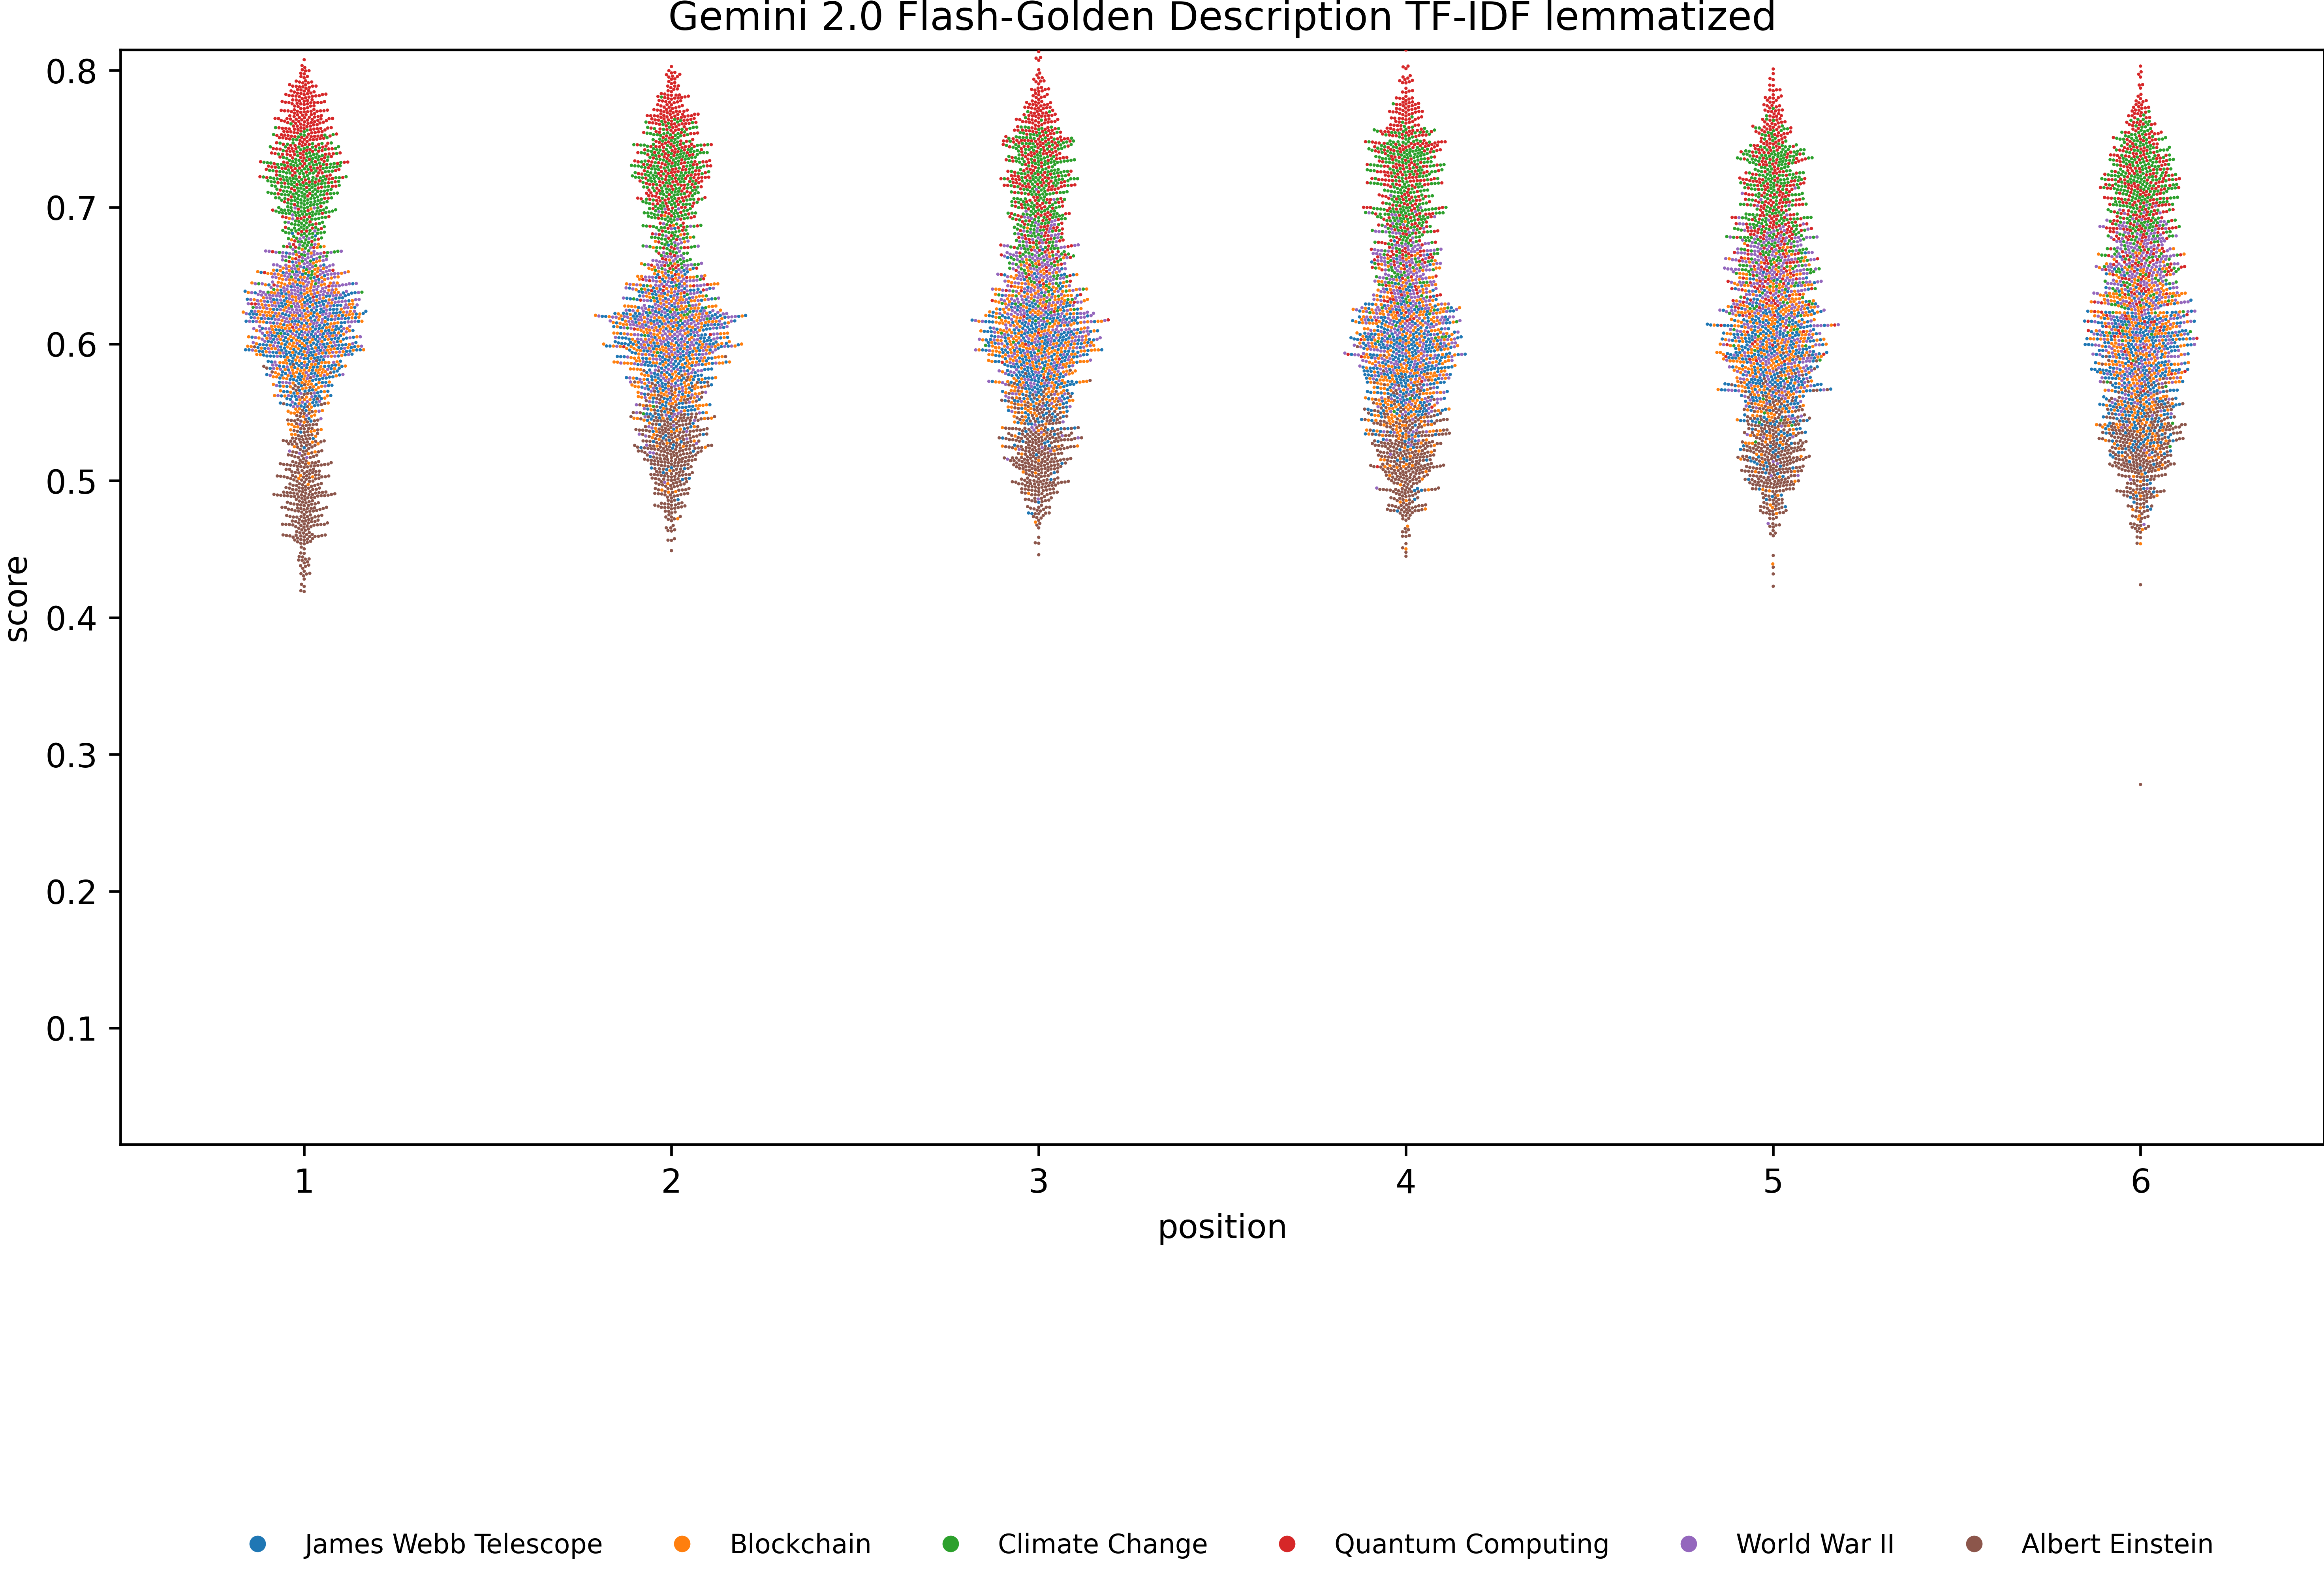 Gemini 2.0 Flash-Golden Description TF-IDF lemmatized
score
0.8
0.7
0.6
0.5
0.4
0.3
0.2
0.1
1 2 3 4 5 6
position
James Webb Telescope Blockchain Climate Change Quantum Computing World War II Albert Einstein